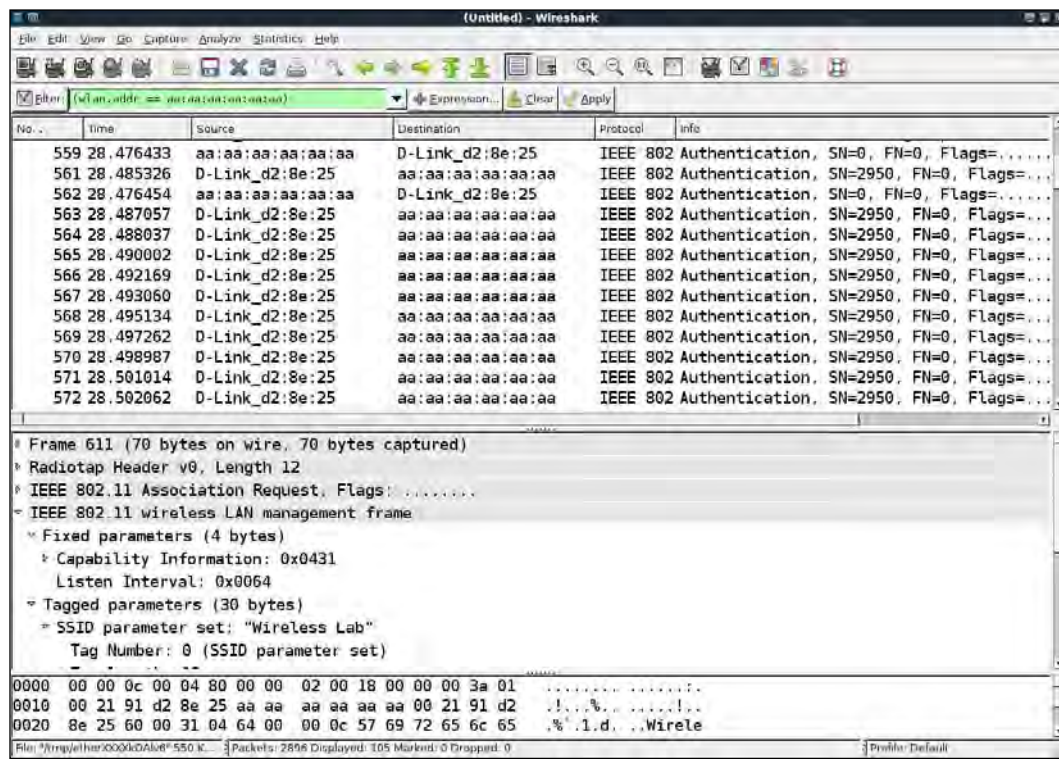 (Untitled) - Wireshark
File Edit View Go Capture Analyze Statistics Help
Filter: (wlan.addr == aa:aa:aa:aa:aa:aa) Expression... Clear Apply
No. . Time Source Destination Protocol Info
559 28.476433 aa:aa:aa:aa:aa:aa D-Link_d2:8e:25 IEEE 802 Authentication, SN=0, FN=0, Flags=......
561 28.485326 D-Link_d2:8e:25 aa:aa:aa:aa:aa:aa IEEE 802 Authentication, SN=2950, FN=0, Flags=...
562 28.476454 aa:aa:aa:aa:aa:aa D-Link_d2:8e:25 IEEE 802 Authentication, SN=0, FN=0, Flags=......
563 28.487057 D-Link_d2:8e:25 aa:aa:aa:aa:aa:aa IEEE 802 Authentication, SN=2950, FN=0, Flags=...
564 28.488037 D-Link_d2:8e:25 aa:aa:aa:aa:aa:aa IEEE 802 Authentication, SN=2950, FN=0, Flags=...
565 28.490002 D-Link_d2:8e:25 aa:aa:aa:aa:aa:aa IEEE 802 Authentication, SN=2950, FN=0, Flags=...
566 28.492169 D-Link_d2:8e:25 aa:aa:aa:aa:aa:aa IEEE 802 Authentication, SN=2950, FN=0, Flags=...
567 28.493060 D-Link_d2:8e:25 aa:aa:aa:aa:aa:aa IEEE 802 Authentication, SN=2950, FN=0, Flags=...
568 28.495134 D-Link_d2:8e:25 aa:aa:aa:aa:aa:aa IEEE 802 Authentication, SN=2950, FN=0, Flags=...
569 28.497262 D-Link_d2:8e:25 aa:aa:aa:aa:aa:aa IEEE 802 Authentication, SN=2950, FN=0, Flags=...
570 28.498987 D-Link_d2:8e:25 aa:aa:aa:aa:aa:aa IEEE 802 Authentication, SN=2950, FN=0, Flags=...
571 28.501014 D-Link_d2:8e:25 aa:aa:aa:aa:aa:aa IEEE 802 Authentication, SN=2950, FN=0, Flags=...
572 28.502062 D-Link_d2:8e:25 aa:aa:aa:aa:aa:aa IEEE 802 Authentication, SN=2950, FN=0, Flags=...
Frame 611 (70 bytes on wire, 70 bytes captured)
Radiotap Header v0, Length 12
IEEE 802.11 Association Request, Flags: ........
IEEE 802.11 wireless LAN management frame
Fixed parameters (4 bytes)
Capability Information: 0x0431
Listen Interval: 0x0064
Tagged parameters (30 bytes)
SSID parameter set: "Wireless Lab"
Tag Number: 0 (SSID parameter set)
0000 00 00 0c 00 04 80 00 00 02 00 18 00 00 00 3a 01 ........ ......:.
0010 00 21 91 d2 8e 25 aa aa aa aa aa aa 00 21 91 d2 .!...%.. .....!..
0020 8e 25 60 00 31 04 64 00 00 0c 57 69 72 65 6c 65 .%`.1.d. ..Wirele
Packets: 2896 Displayed: 105 Marked: 0 Dropped: 0
Profile: Default